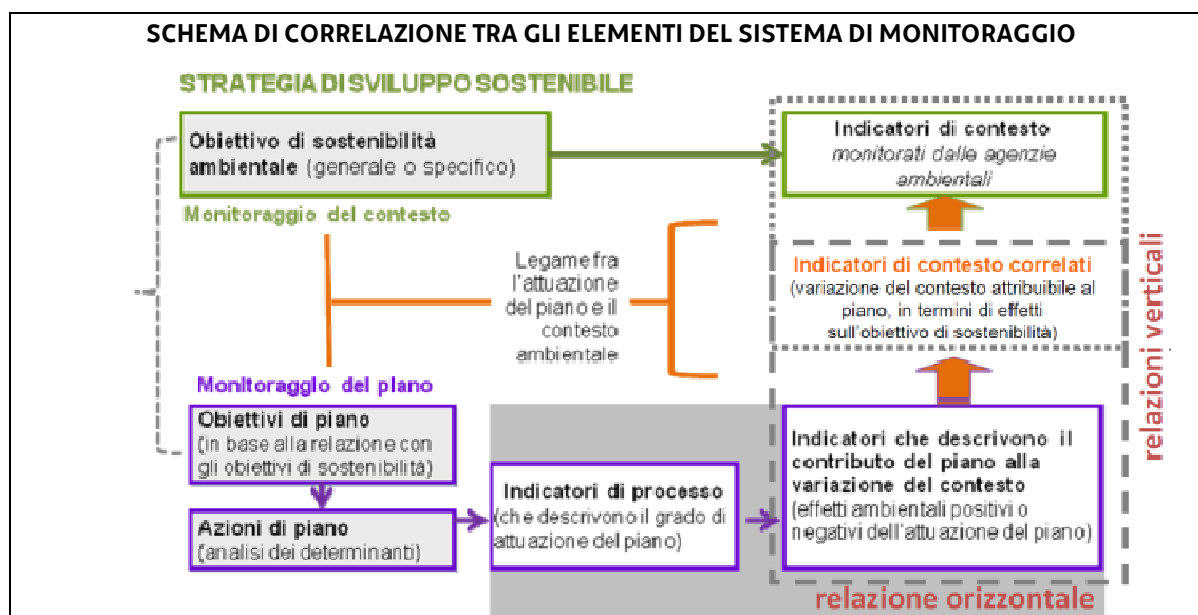 SCHEMA DI CORRELAZIONE TRA GLI ELEMENTI DEL SISTEMA DI MONITORAGGIO
STRATEGIA DI SVILUPPO SOSTENIBILE
Obiettivo di sostenibilità
ambientale (generale o specifico)
Indicatori di contesto
monitorati dalle agenzie
ambientali
Monitoraggio del contesto
Legame fra
l'attuazione
del piano e il
contesto
ambientale
Indicatori di contesto correlati
(variazione del contesto attribuibile al
piano, in termini di effetti
sull'obiettivo di sostenibilità)
relazioni verticali
Monitoraggio del piano
Obiettivi di piano
(in base alla relazione con
gli obiettivi di sostenibilità)
Azioni di piano
(analisi dei determinanti)
Indicatori di processo
(che descrivono il grado di
attuazione del piano)
Indicatori che descrivono il
contributo del piano alla
variazione del contesto
(effetti ambientali positivi o
negativi dell'attuazione del piano)
relazione orizzontale